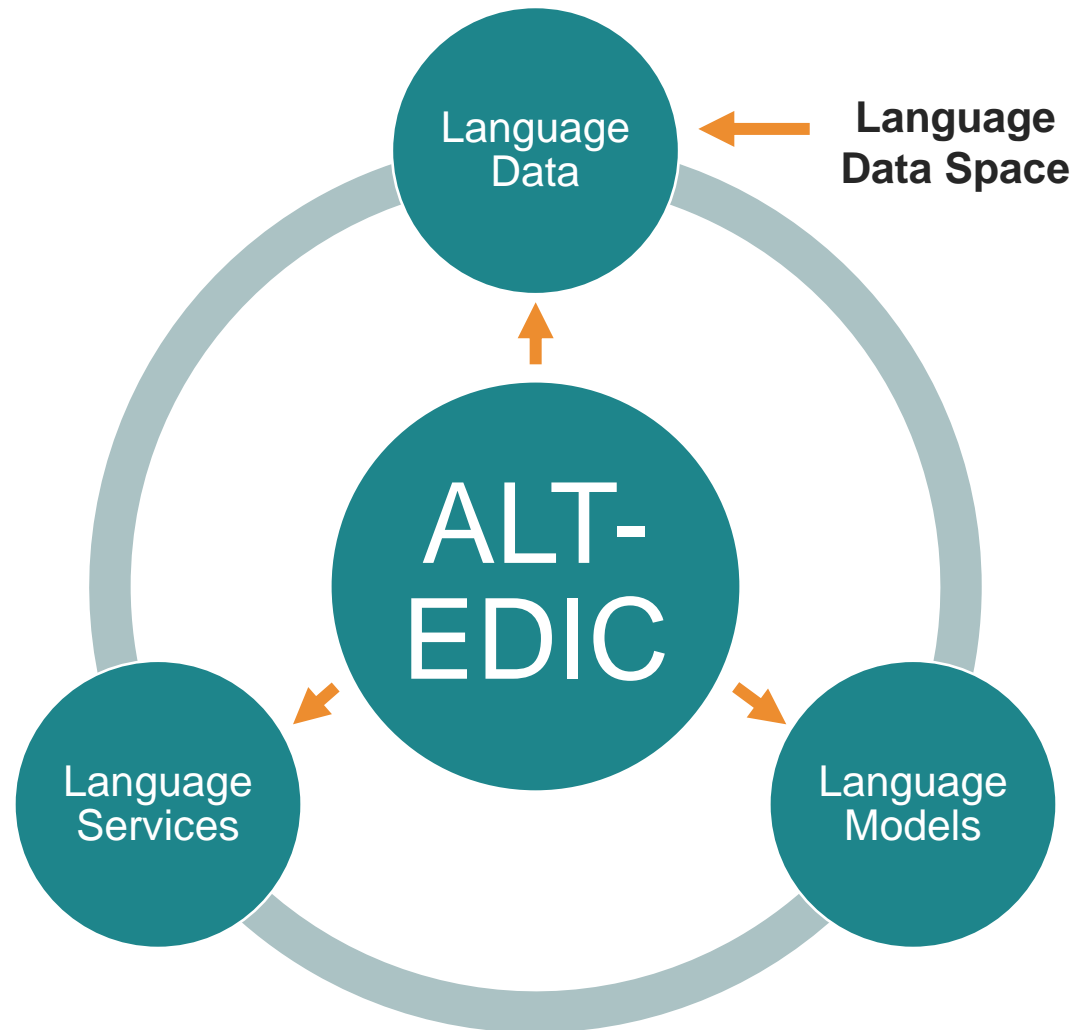 Language
Data
Language
Data Space
ALT-
EDIC
Language
Services
Language
Models